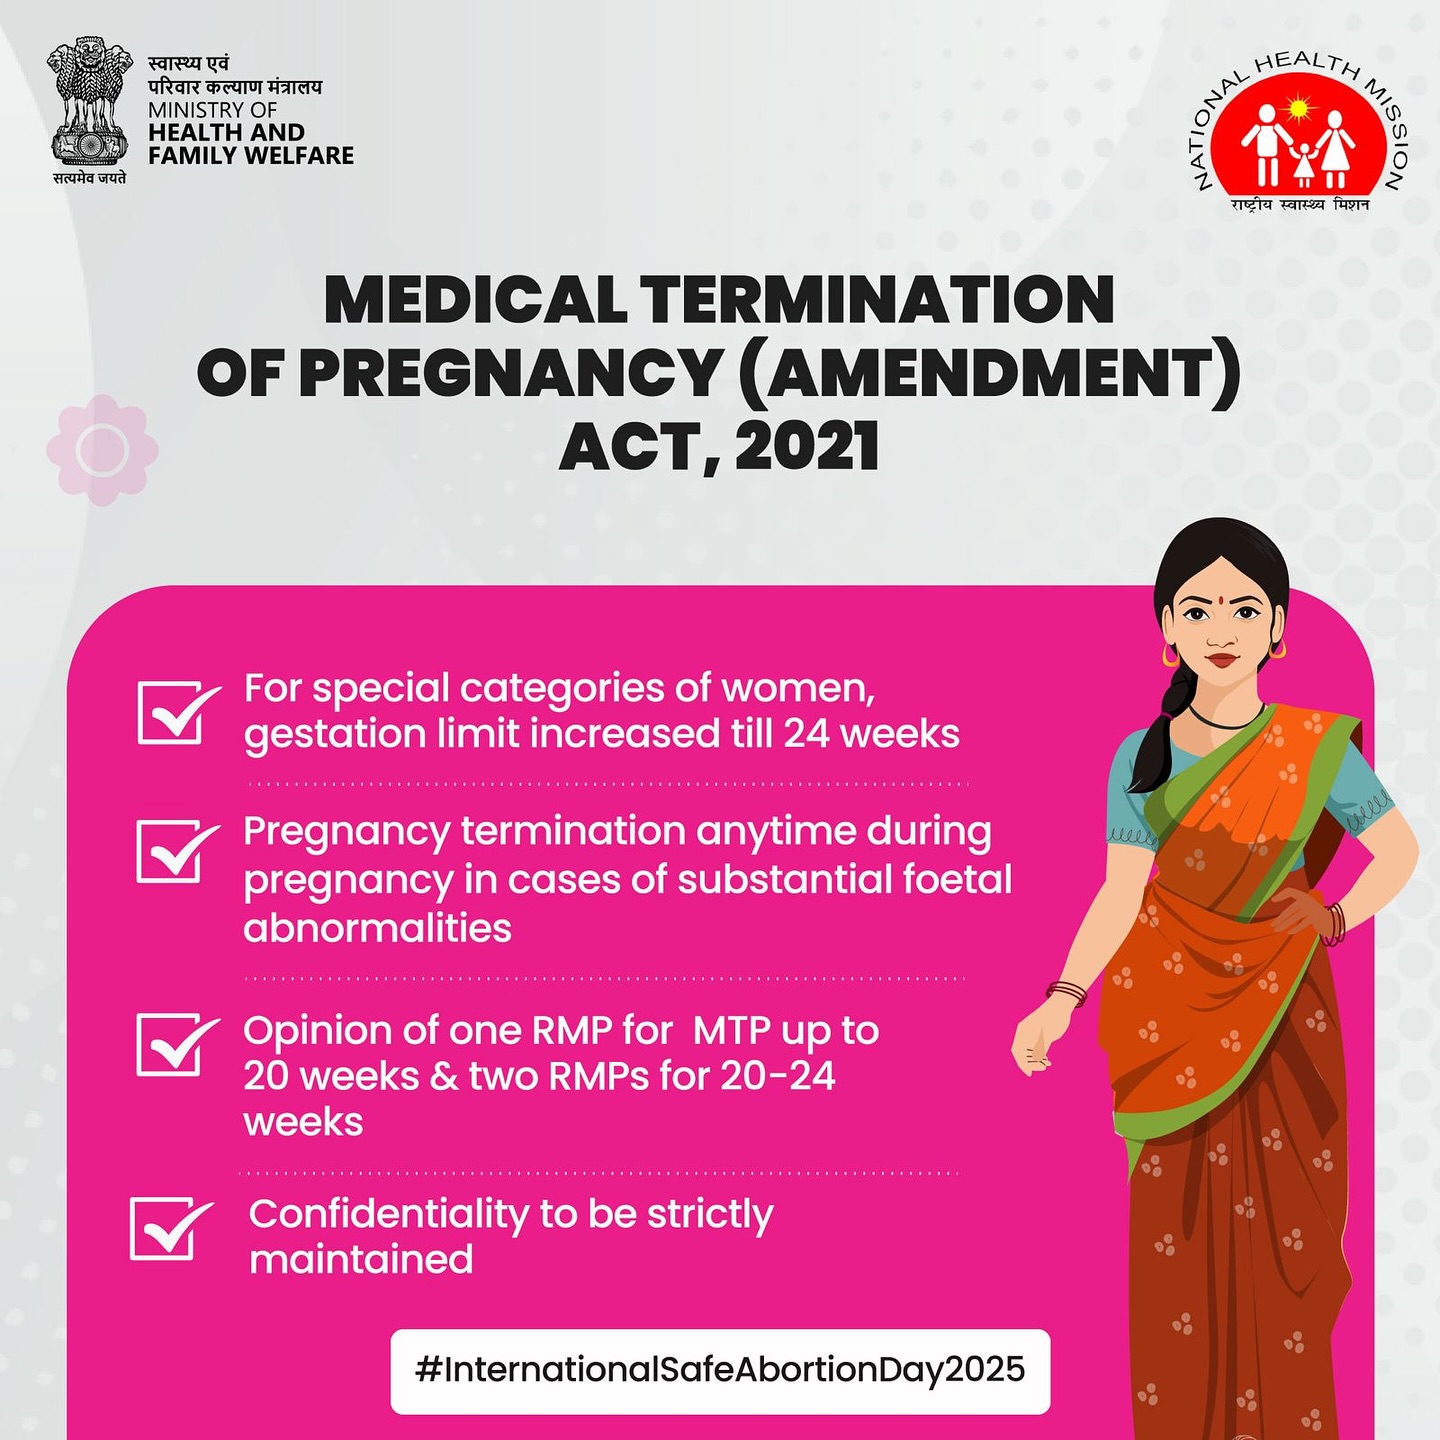 स्वास्थ्य एवं
परिवार कल्याण मंत्रालय
MINISTRY OF
HEALTH AND
FAMILY WELFARE
सत्यमेव जयते
NATIONAL HEALTH MISSION
राष्ट्रीय स्वास्थ्य मिशन
MEDICAL TERMINATION
OF PREGNANCY (AMENDMENT)
ACT, 2021
For special categories of women,
gestation limit increased till 24 weeks
Pregnancy termination anytime during
pregnancy in cases of substantial foetal
abnormalities
Opinion of one RMP for MTP up to
20 weeks & two RMPs for 20-24
weeks
Confidentiality to be strictly
maintained
#InternationalSafeAbortionDay2025